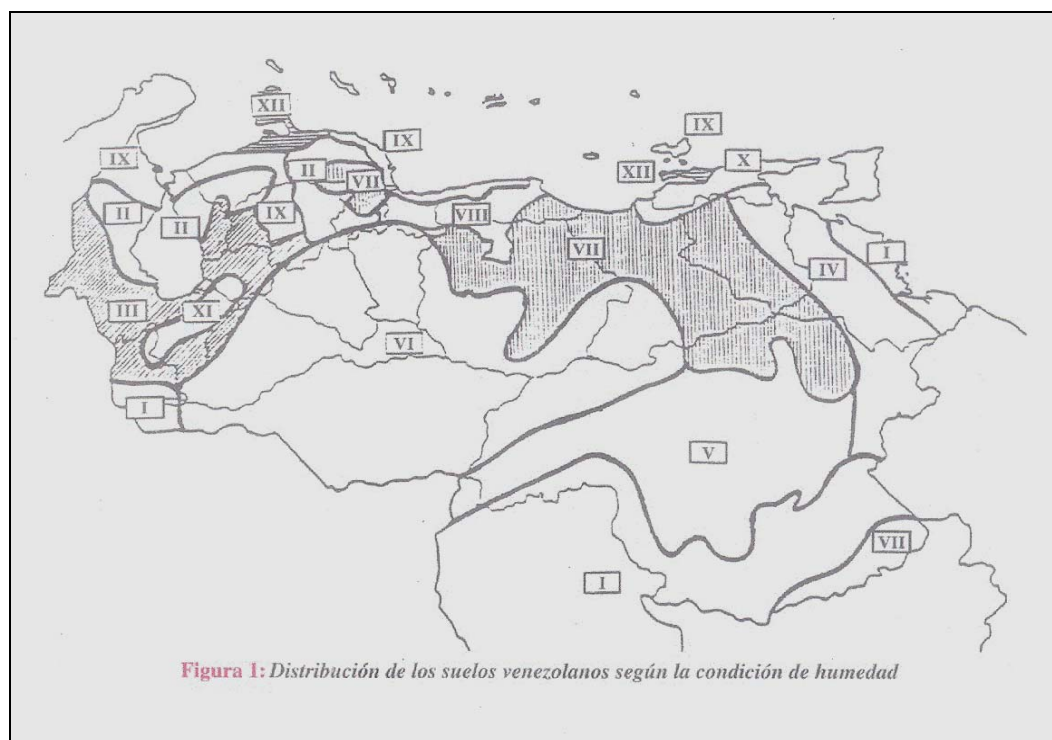 XII
IX
IX
IX
X
II
VII
XII
II
II
IX
VIII
VII
I
IV
III
XI
VI
I
V
VII
I
Figura 1: Distribución de los suelos venezolanos según la condición de humedad